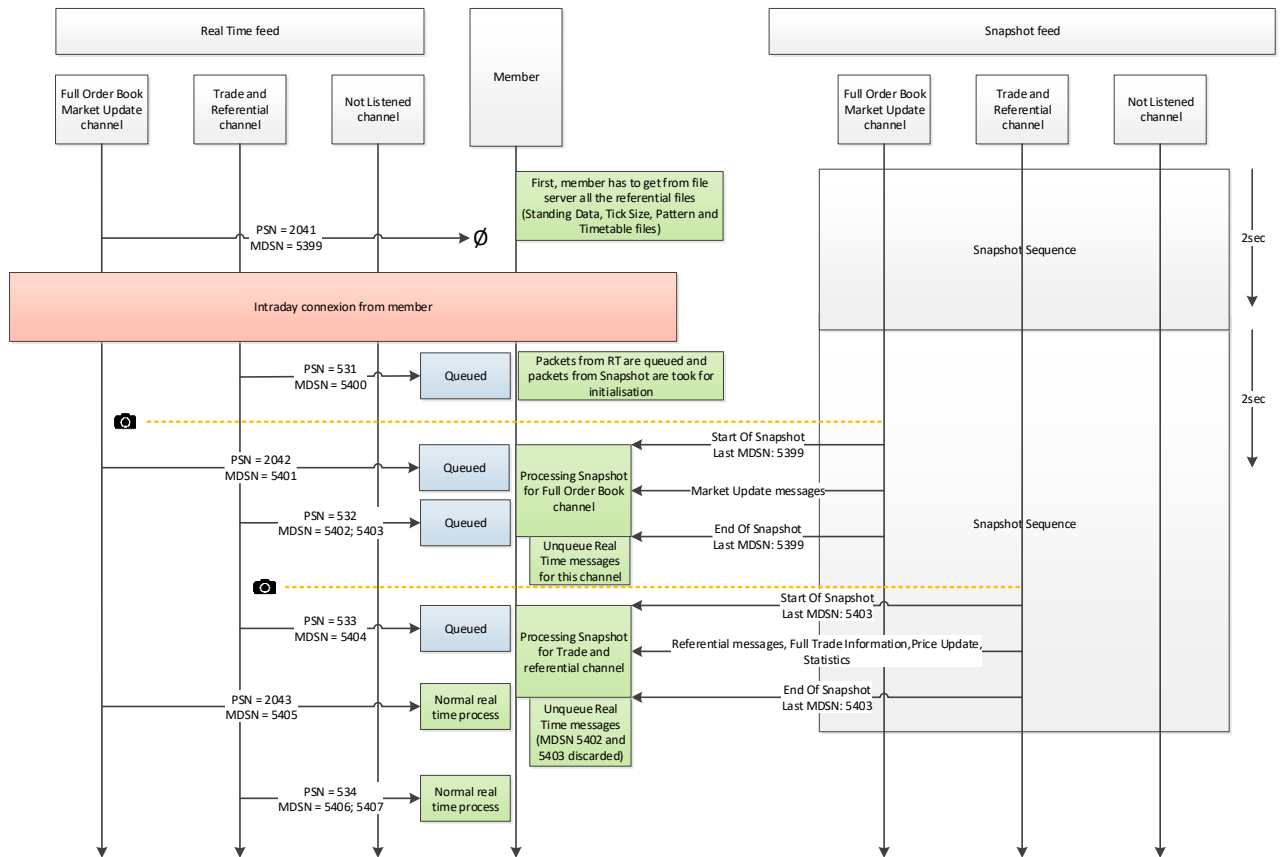 Real Time feed
Member
Snapshot feed
Full Order Book
Market Update
channel
Trade and
Referential
channel
Not Listened
channel
Full Order Book
Market Update
channel
Trade and
Referential
channel
Not Listened
channel
First, member has to get from file
server all the referential files
(Standing Data, Tick Size, Pattern and
Timetable files)
PSN = 2041
MDSN = 5399
Ø
Snapshot Sequence
2sec
Intraday connexion from member
PSN = 531
MDSN = 5400
Queued
Packets from RT are queued and
packets from Snapshot are took for
initialisation
2sec
Start Of Snapshot
Last MDSN: 5399
PSN = 2042
MDSN = 5401
Queued
Processing Snapshot
for Full Order Book
channel
Market Update messages
PSN = 532
MDSN = 5402; 5403
Queued
End Of Snapshot
Last MDSN: 5399
Snapshot Sequence
Unqueue Real
Time messages
for this channel
Start Of Snapshot
Last MDSN: 5403
PSN = 533
MDSN = 5404
Queued
Processing Snapshot
for Trade and
referential channel
Referential messages, Full Trade Information,Price Update,
Statistics
End Of Snapshot
Last MDSN: 5403
PSN = 2043
MDSN = 5405
Normal real
time process
Unqueue Real
Time messages
(MDSN 5402 and
5403 discarded)
PSN = 534
MDSN = 5406; 5407
Normal real
time process